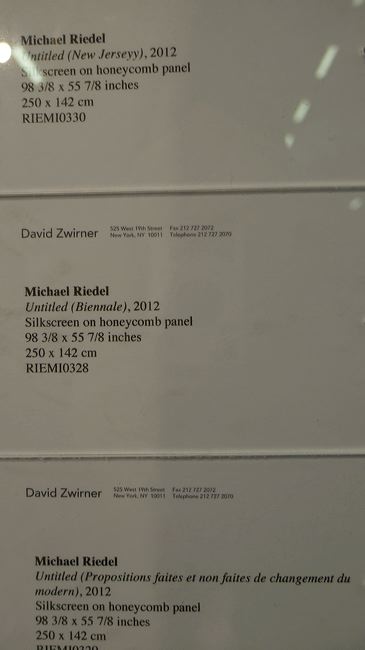 Michael Riedel
Untitled (New Jerseyy), 2012
Silkscreen on honeycomb panel
98 3/8 x 55 7/8 inches
250 x 142 cm
RIEMI0330
David Zwirner
525 West 19th Street Fax 212 727 2072
New York, NY 10011 Telephone 212 727 2070
Michael Riedel
Untitled (Biennale), 2012
Silkscreen on honeycomb panel
98 3/8 x 55 7/8 inches
250 x 142 cm
RIEMI0328
David Zwirner
525 West 19th Street Fax 212 727 2072
New York, NY 10011 Telephone 212 727 2070
Michael Riedel
Untitled (Propositions faites et non faites de changement du
modern), 2012
Silkscreen on honeycomb panel
98 3/8 x 55 7/8 inches
250 x 142 cm